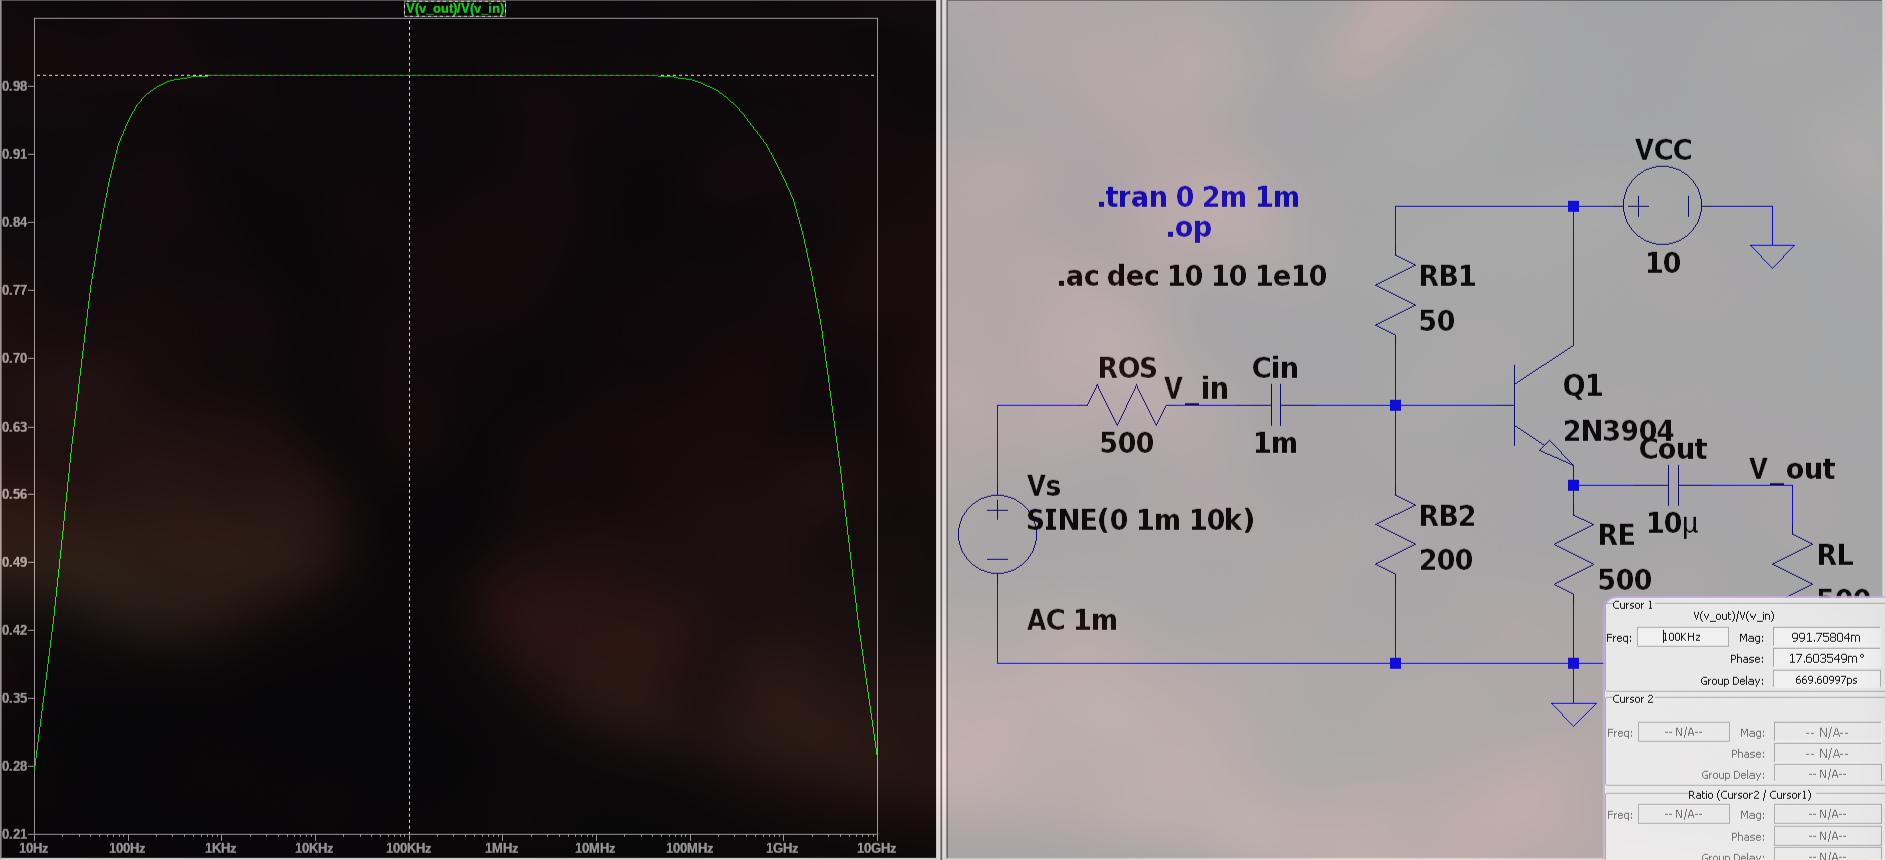 V(v_out)/V(v_in)
0.98
0.91
0.84
0.77
0.70
0.63
0.56
0.49
0.42
0.35
0.28
0.21
10Hz 100Hz 1KHz 10KHz 100KHz 1MHz 10MHz 100MHz 1GHz 10GHz
.tran 0 2m 1m
.op
.ac dec 10 10 1e10
VCC
10
RB1
50
ROS
500
V_in
Cin
1m
Q1
2N3904
Cout
10µ
V_out
Vs
SINE(0 1m 10k)
AC 1m
RB2
200
RE
500
RL
500
Cursor 1
V(v_out)/V(v_in)
Freq: 100KHz Mag: 991.75804m
Phase: 17.603549m°
Group Delay: 669.60997ps
Cursor 2
Freq: -- N/A-- Mag: -- N/A--
Phase: -- N/A--
Group Delay: -- N/A--
Ratio (Cursor2 / Cursor1)
Freq: -- N/A-- Mag: -- N/A--
Phase: -- N/A--
Group Delay: -- N/A--